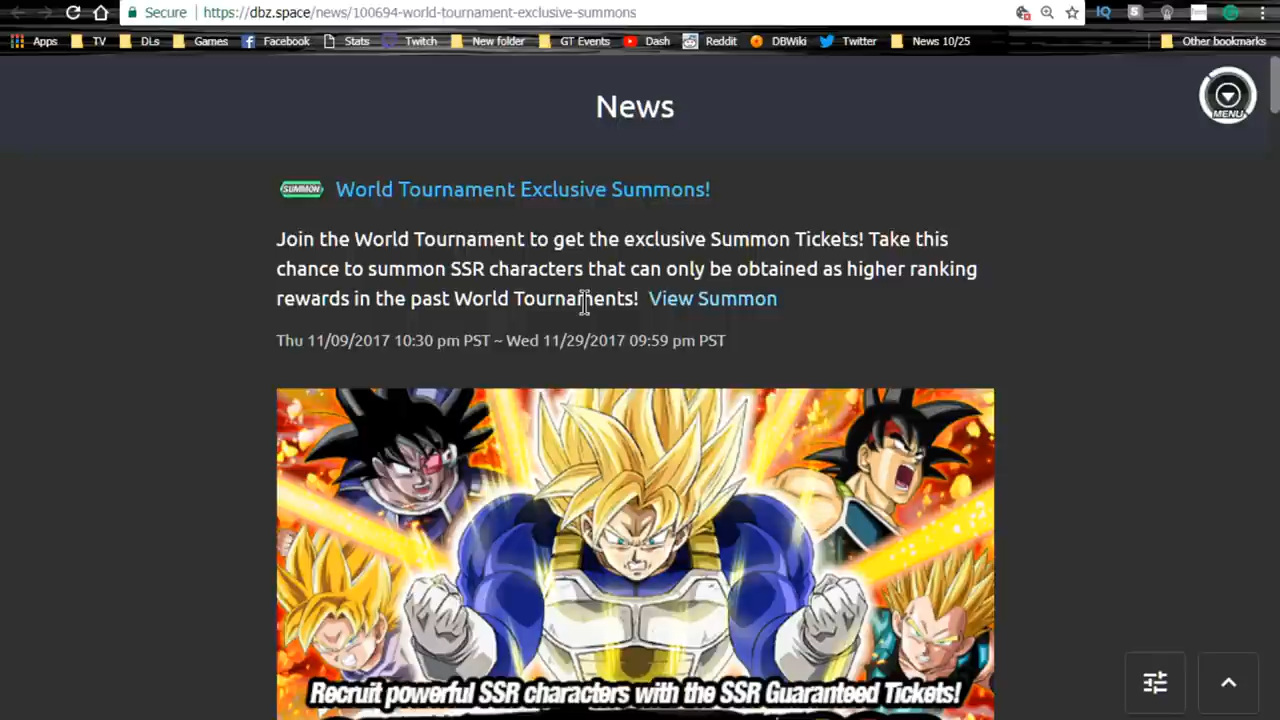 Secure https://dbz.space/news/100694-world-tournament-exclusive-summons
Apps TV DLs Games Facebook Stats Twitch New folder GT Events Dash Reddit DBWiki Twitter News 10/25 Other bookmarks
News
MENU
SUMMON World Tournament Exclusive Summons!
Join the World Tournament to get the exclusive Summon Tickets! Take this
chance to summon SSR characters that can only be obtained as higher ranking
rewards in the past World Tournaments! View Summon
Thu 11/09/2017 10:30 pm PST ~ Wed 11/29/2017 09:59 pm PST
Recruit powerful SSR characters with the SSR Guaranteed Tickets!